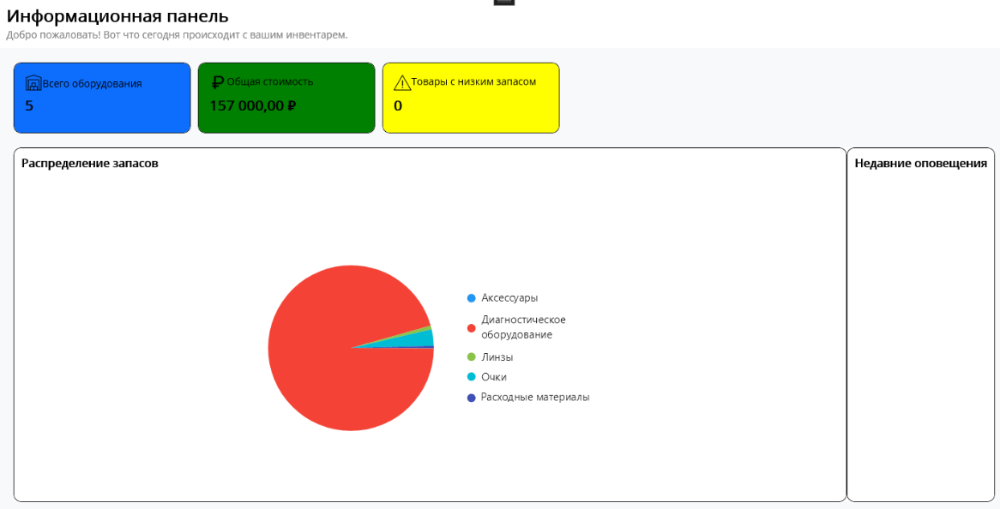 Информационная панель
Добро пожаловать! Вот что сегодня происходит с вашим инвентарем.
Всего оборудования
5
₽ Общая стоимость
157 000,00 ₽
Товары с низким запасом
0
Распределение запасов
Аксессуары
Диагностическое
оборудование
Линзы
Очки
Расходные материалы
Недавние оповещения